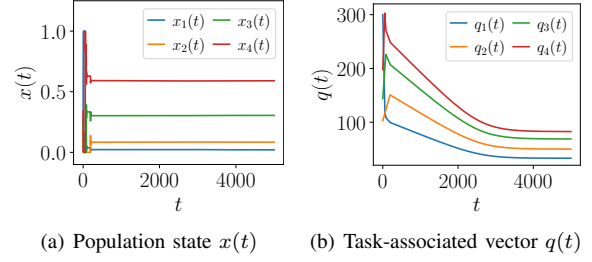 x(t)
1.0
0.5
0.0
x₁(t) x₃(t)
x₂(t) x₄(t)
0 2000 4000
t
(a) Population state x(t)
q(t)
300
200
100
q₁(t) q₃(t)
q₂(t) q₄(t)
0 2000 4000
t
(b) Task-associated vector q(t)